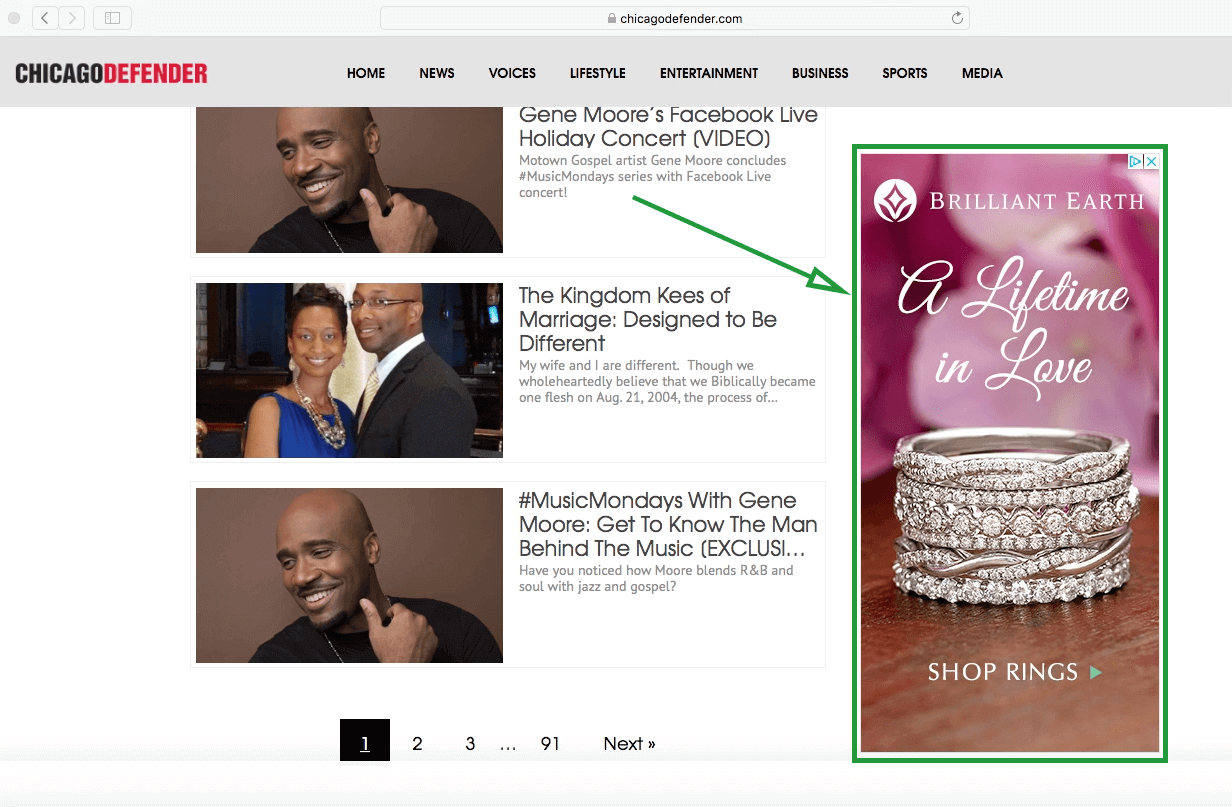 chicagodefender.com
CHICAGODEFENDER
HOME NEWS VOICES LIFESTYLE ENTERTAINMENT BUSINESS SPORTS MEDIA
Gene Moore's Facebook Live
Holiday Concert (VIDEO)
Motown Gospel artist Gene Moore concludes
#MusicMondays series with Facebook Live
concert!
The Kingdom Kees of
Marriage: Designed to Be
Different
My wife and I are different.  Though we
wholeheartedly believe that we Biblically became
one flesh on Aug. 21, 2004, the process of...
#MusicMondays With Gene
Moore: Get To Know The Man
Behind The Music (EXCLUSI...
Have you noticed how Moore blends R&B and
soul with jazz and gospel?
1 2 3 ... 91 Next »
BRILLIANT EARTH
A Lifetime
in Love
SHOP RINGS